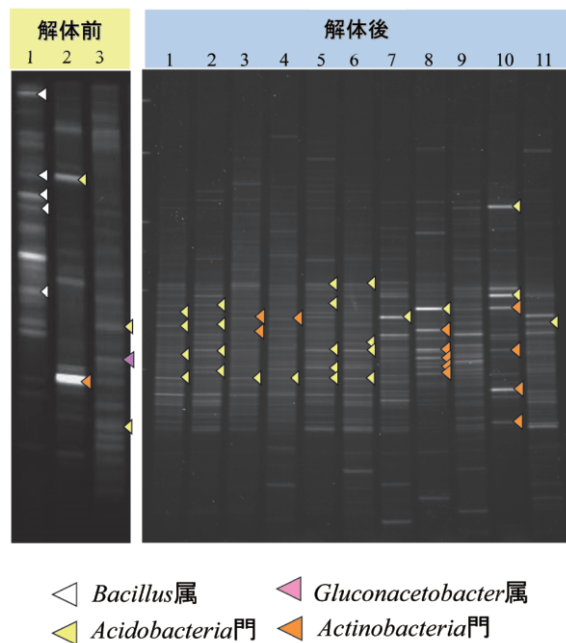 解体前
解体後
1 2 3
1 2 3 4 5 6 7 8 9 10 11
Bacillus属
Gluconacetobacter属
Acidobacteria門
Actinobacteria門